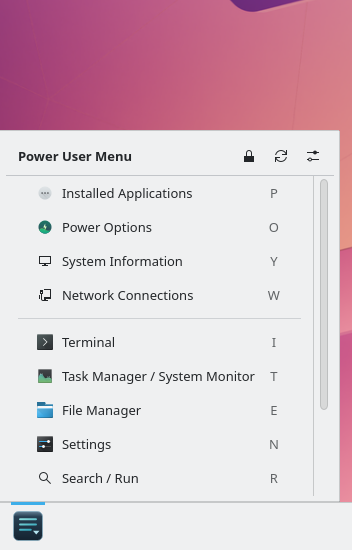 Power User Menu
Installed Applications P
Power Options O
System Information Y
Network Connections W
Terminal I
Task Manager / System Monitor T
File Manager E
Settings N
Search / Run R